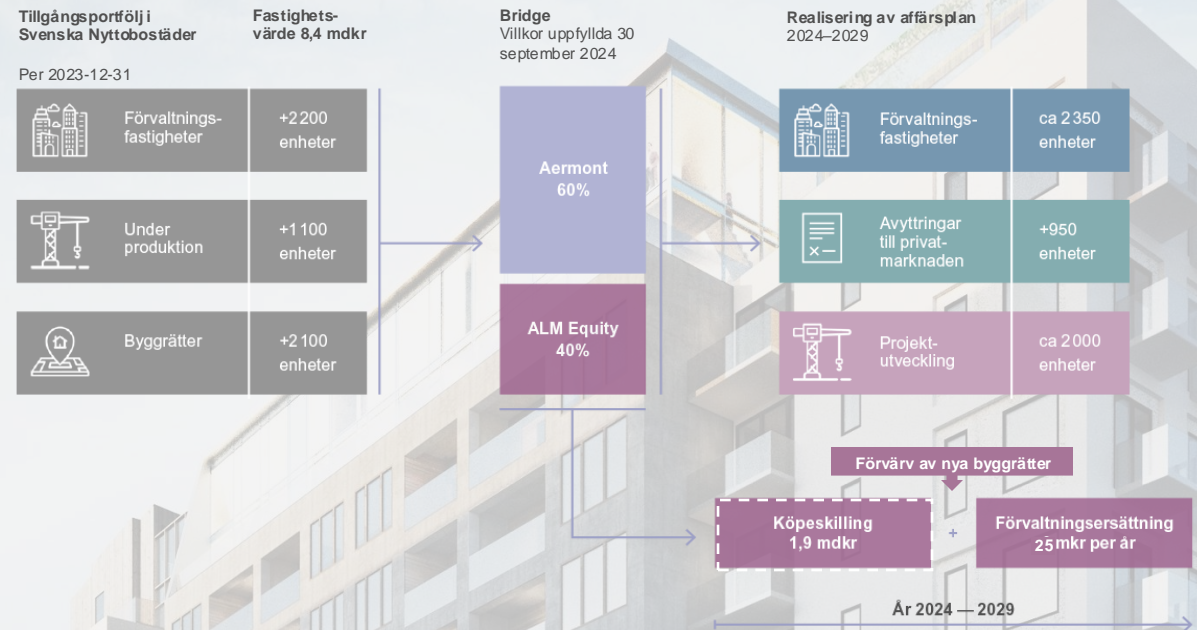 Tillgångsportfölj i
Svenska Nyttobostäder
Per 2023-12-31
Fastighets-
värde 8,4 mdkr
Förvaltnings-
fastigheter
+2 200
enheter
Under
produktion
+1 100
enheter
Byggrätter
+2 100
enheter
Bridge
Villkor uppfyllda 30
september 2024
Aermont
60%
ALM Equity
40%
Realisering av affärsplan
2024–2029
Förvaltnings-
fastigheter
ca 2 350
enheter
Avyttringar
till privat-
marknaden
+950
enheter
Projekt-
utveckling
ca 2 000
enheter
Förvärv av nya byggrätter
Köpeskilling
1,9 mdkr
+
Förvaltningsersättning
25 mkr per år
År 2024 — 2029